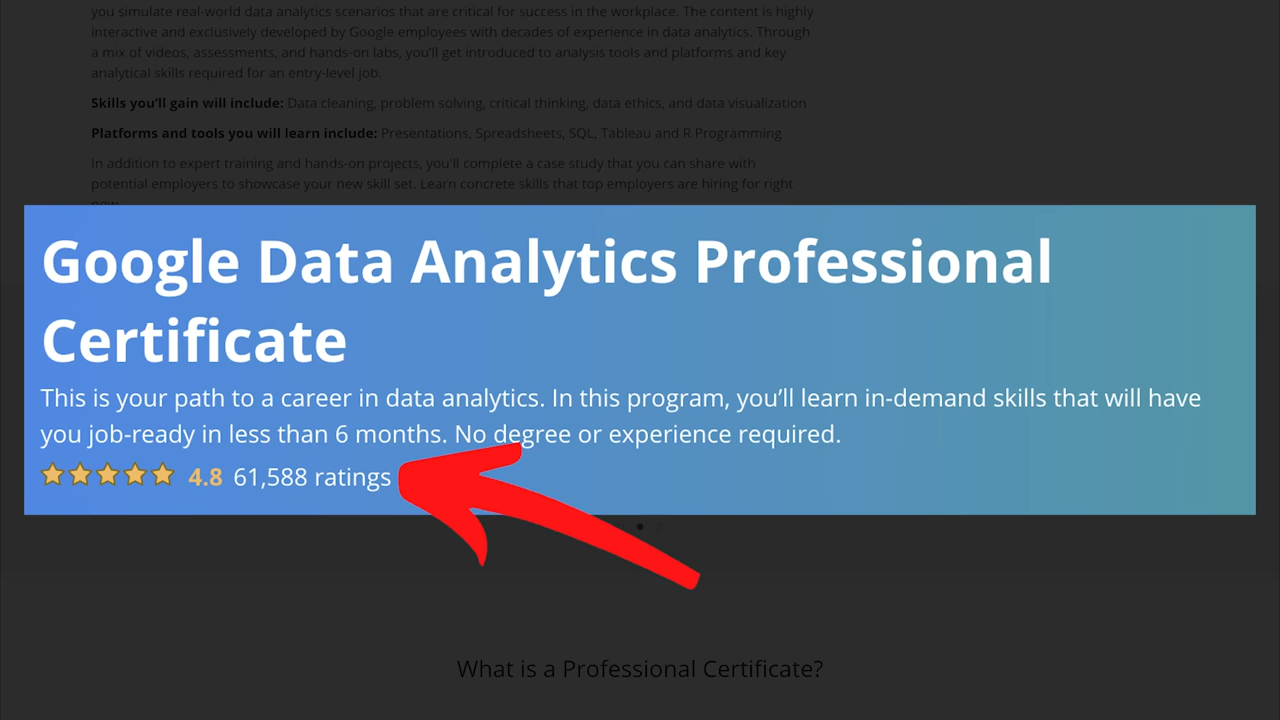 you simulate real-world data analytics scenarios that are critical for success in the workplace. The content is highly
interactive and exclusively developed by Google employees with decades of experience in data analytics. Through
a mix of videos, assessments, and hands-on labs, you'll get introduced to analysis tools and platforms and key
analytical skills required for an entry-level job.
Skills you'll gain will include: Data cleaning, problem solving, critical thinking, data ethics, and data visualization
Platforms and tools you will learn include: Presentations, Spreadsheets, SQL, Tableau and R Programming
In addition to expert training and hands-on projects, you'll complete a case study that you can share with
potential employers to showcase your new skill set. Learn concrete skills that top employers are hiring for right
now.
Google Data Analytics Professional
Certificate
This is your path to a career in data analytics. In this program, you’ll learn in-demand skills that will have
you job-ready in less than 6 months. No degree or experience required.
4.8 61,588 ratings
What is a Professional Certificate?